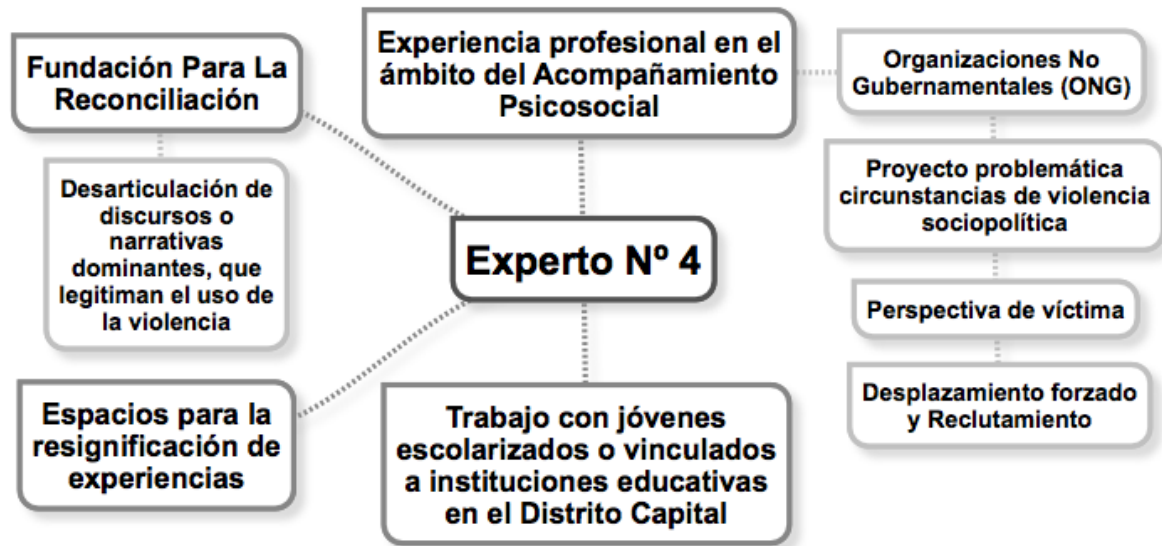 Fundación Para La
Reconciliación
Desarticulación de
discursos o
narrativas
dominantes, que
legitiman el uso de
la violencia
Experiencia profesional en el
ámbito del Acompañamiento
Psicosocial
Organizaciones No
Gubernamentales (ONG)
Proyecto problemática
circunstancias de violencia
sociopolítica
Perspectiva de víctima
Desplazamiento forzado
y Reclutamiento
Experto Nº 4
Espacios para la
resignificación de
experiencias
Trabajo con jóvenes
escolarizados o vinculados
a instituciones educativas
en el Distrito Capital